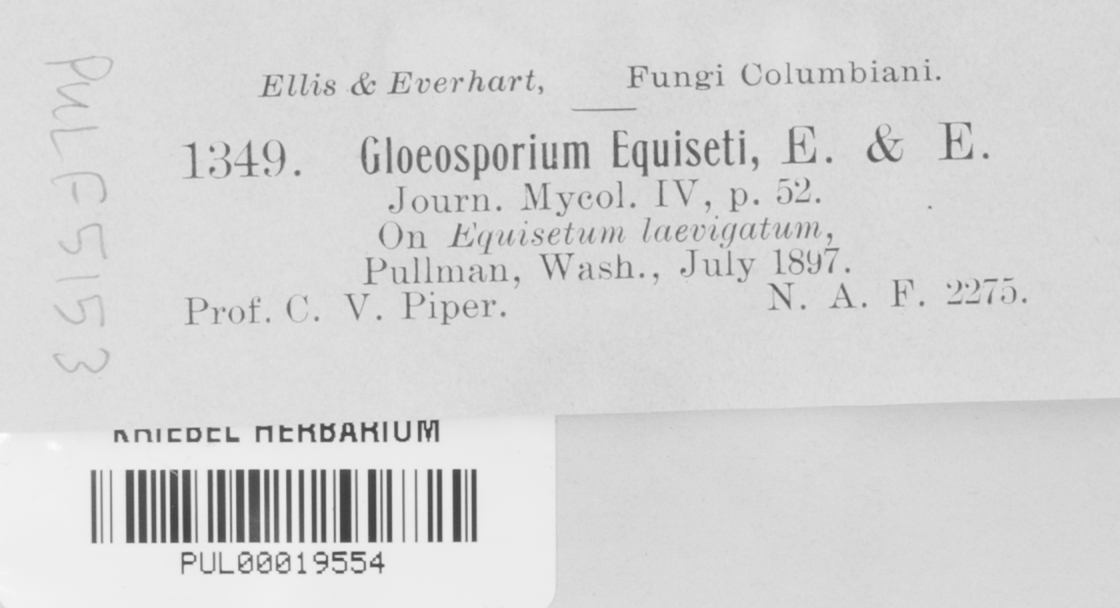 Ellis & Everhart, Fungi Columbiani.
1349. Gloeosporium Equiseti, E. & E.
Journ. Mycol. IV, p. 52.
On Equisetum laevigatum,
Pullman, Wash., July 1897.
Prof. C. V. Piper. N. A. F. 2275.
PUL F5153
KRIEBEL HERBARIUM
PUL00019554